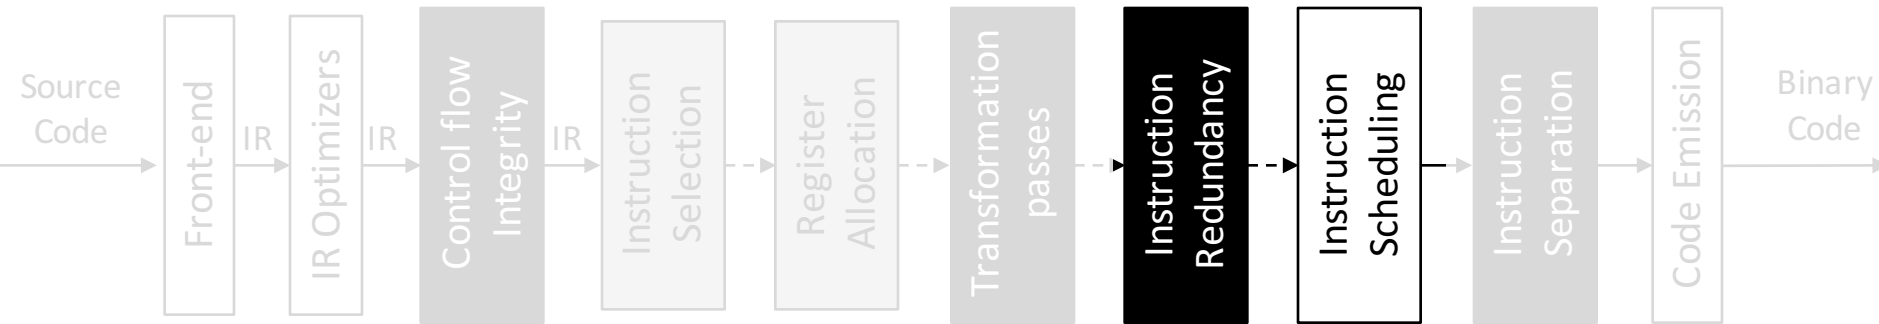 Source
Code
Front-end
IR
IR Optimizers
IR
Control flow
Integrity
IR
Instruction
Selection
Register
Allocation
Transformation
passes
Instruction
Redundancy
Instruction
Scheduling
Instruction
Separation
Code Emission
Binary
Code